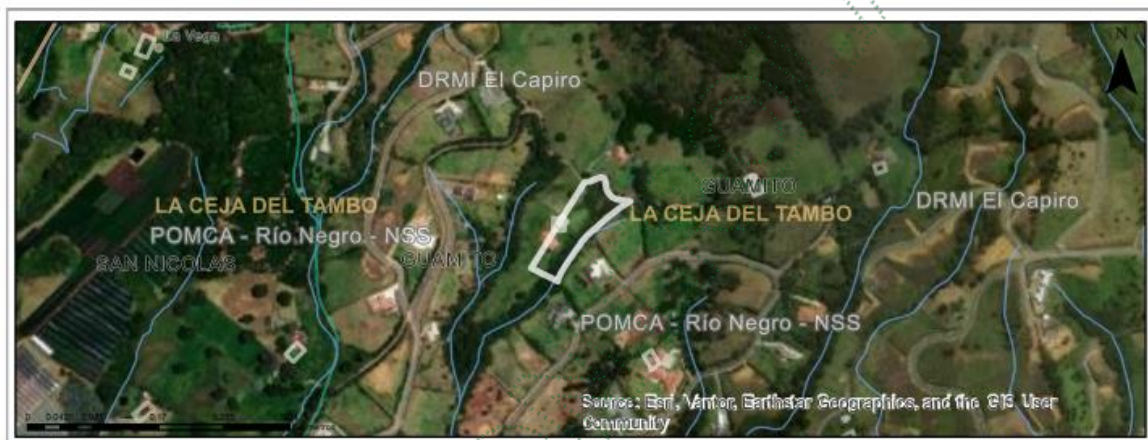 La Vega
N
DRMI El Capiro
GUAMITO
DRMI El Capiro
LA CEJA DEL TAMBO
LA CEJA DEL TAMBO
POMCA - Río Negro - NSS
SAN NICOLAS
GUAMITO
POMCA - Río Negro - NSS
Source: Esri, Vantor, Earthstar Geographics, and the GIS User
Community